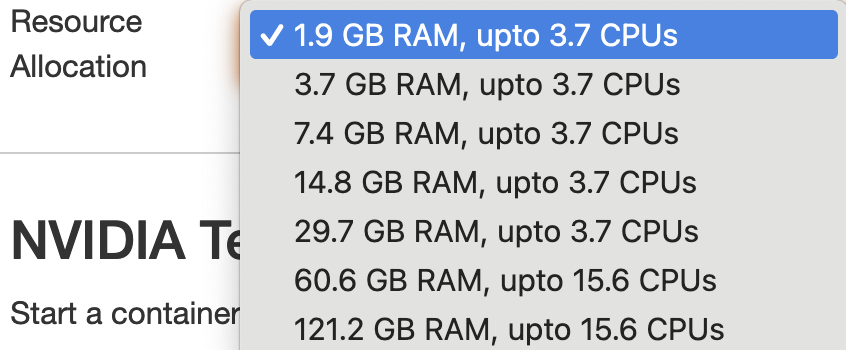 Resource
Allocation
✓ 1.9 GB RAM, upto 3.7 CPUs
3.7 GB RAM, upto 3.7 CPUs
7.4 GB RAM, upto 3.7 CPUs
14.8 GB RAM, upto 3.7 CPUs
29.7 GB RAM, upto 3.7 CPUs
60.6 GB RAM, upto 15.6 CPUs
121.2 GB RAM, upto 15.6 CPUs
NVIDIA Te
Start a container